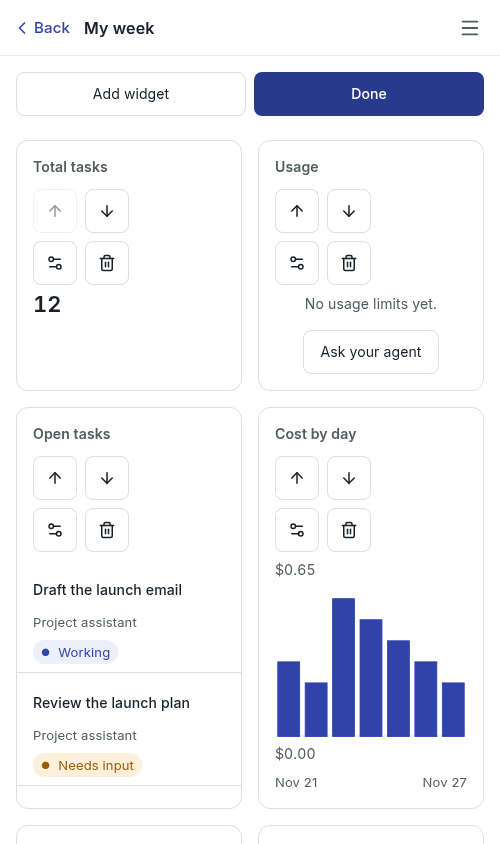 Back My week
Add widget Done
Total tasks
12
Usage
No usage limits yet.
Ask your agent
Open tasks
Draft the launch email
Project assistant
Working
Review the launch plan
Project assistant
Needs input
Cost by day
$0.65
$0.00
Nov 21 Nov 27